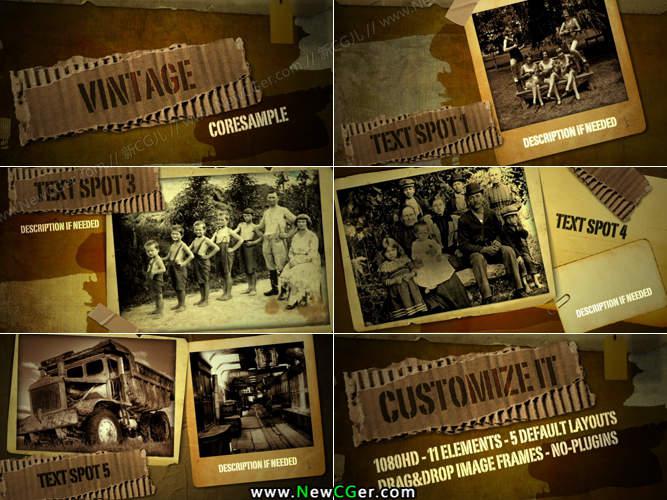 VINTAGE
CORESAMPLE
TEXT SPOT 1
DESCRIPTION IF NEEDED
TEXT SPOT 3
DESCRIPTION IF NEEDED
TEXT SPOT 4
DESCRIPTION IF NEEDED
TEXT SPOT 5
DESCRIPTION IF NEEDED
CUSTOMIZE IT
1080HD - 11 ELEMENTS - 5 DEFAULT LAYOUTS
DRAG&DROP IMAGE FRAMES - NO-PLUGINS
www.NewCGer.com